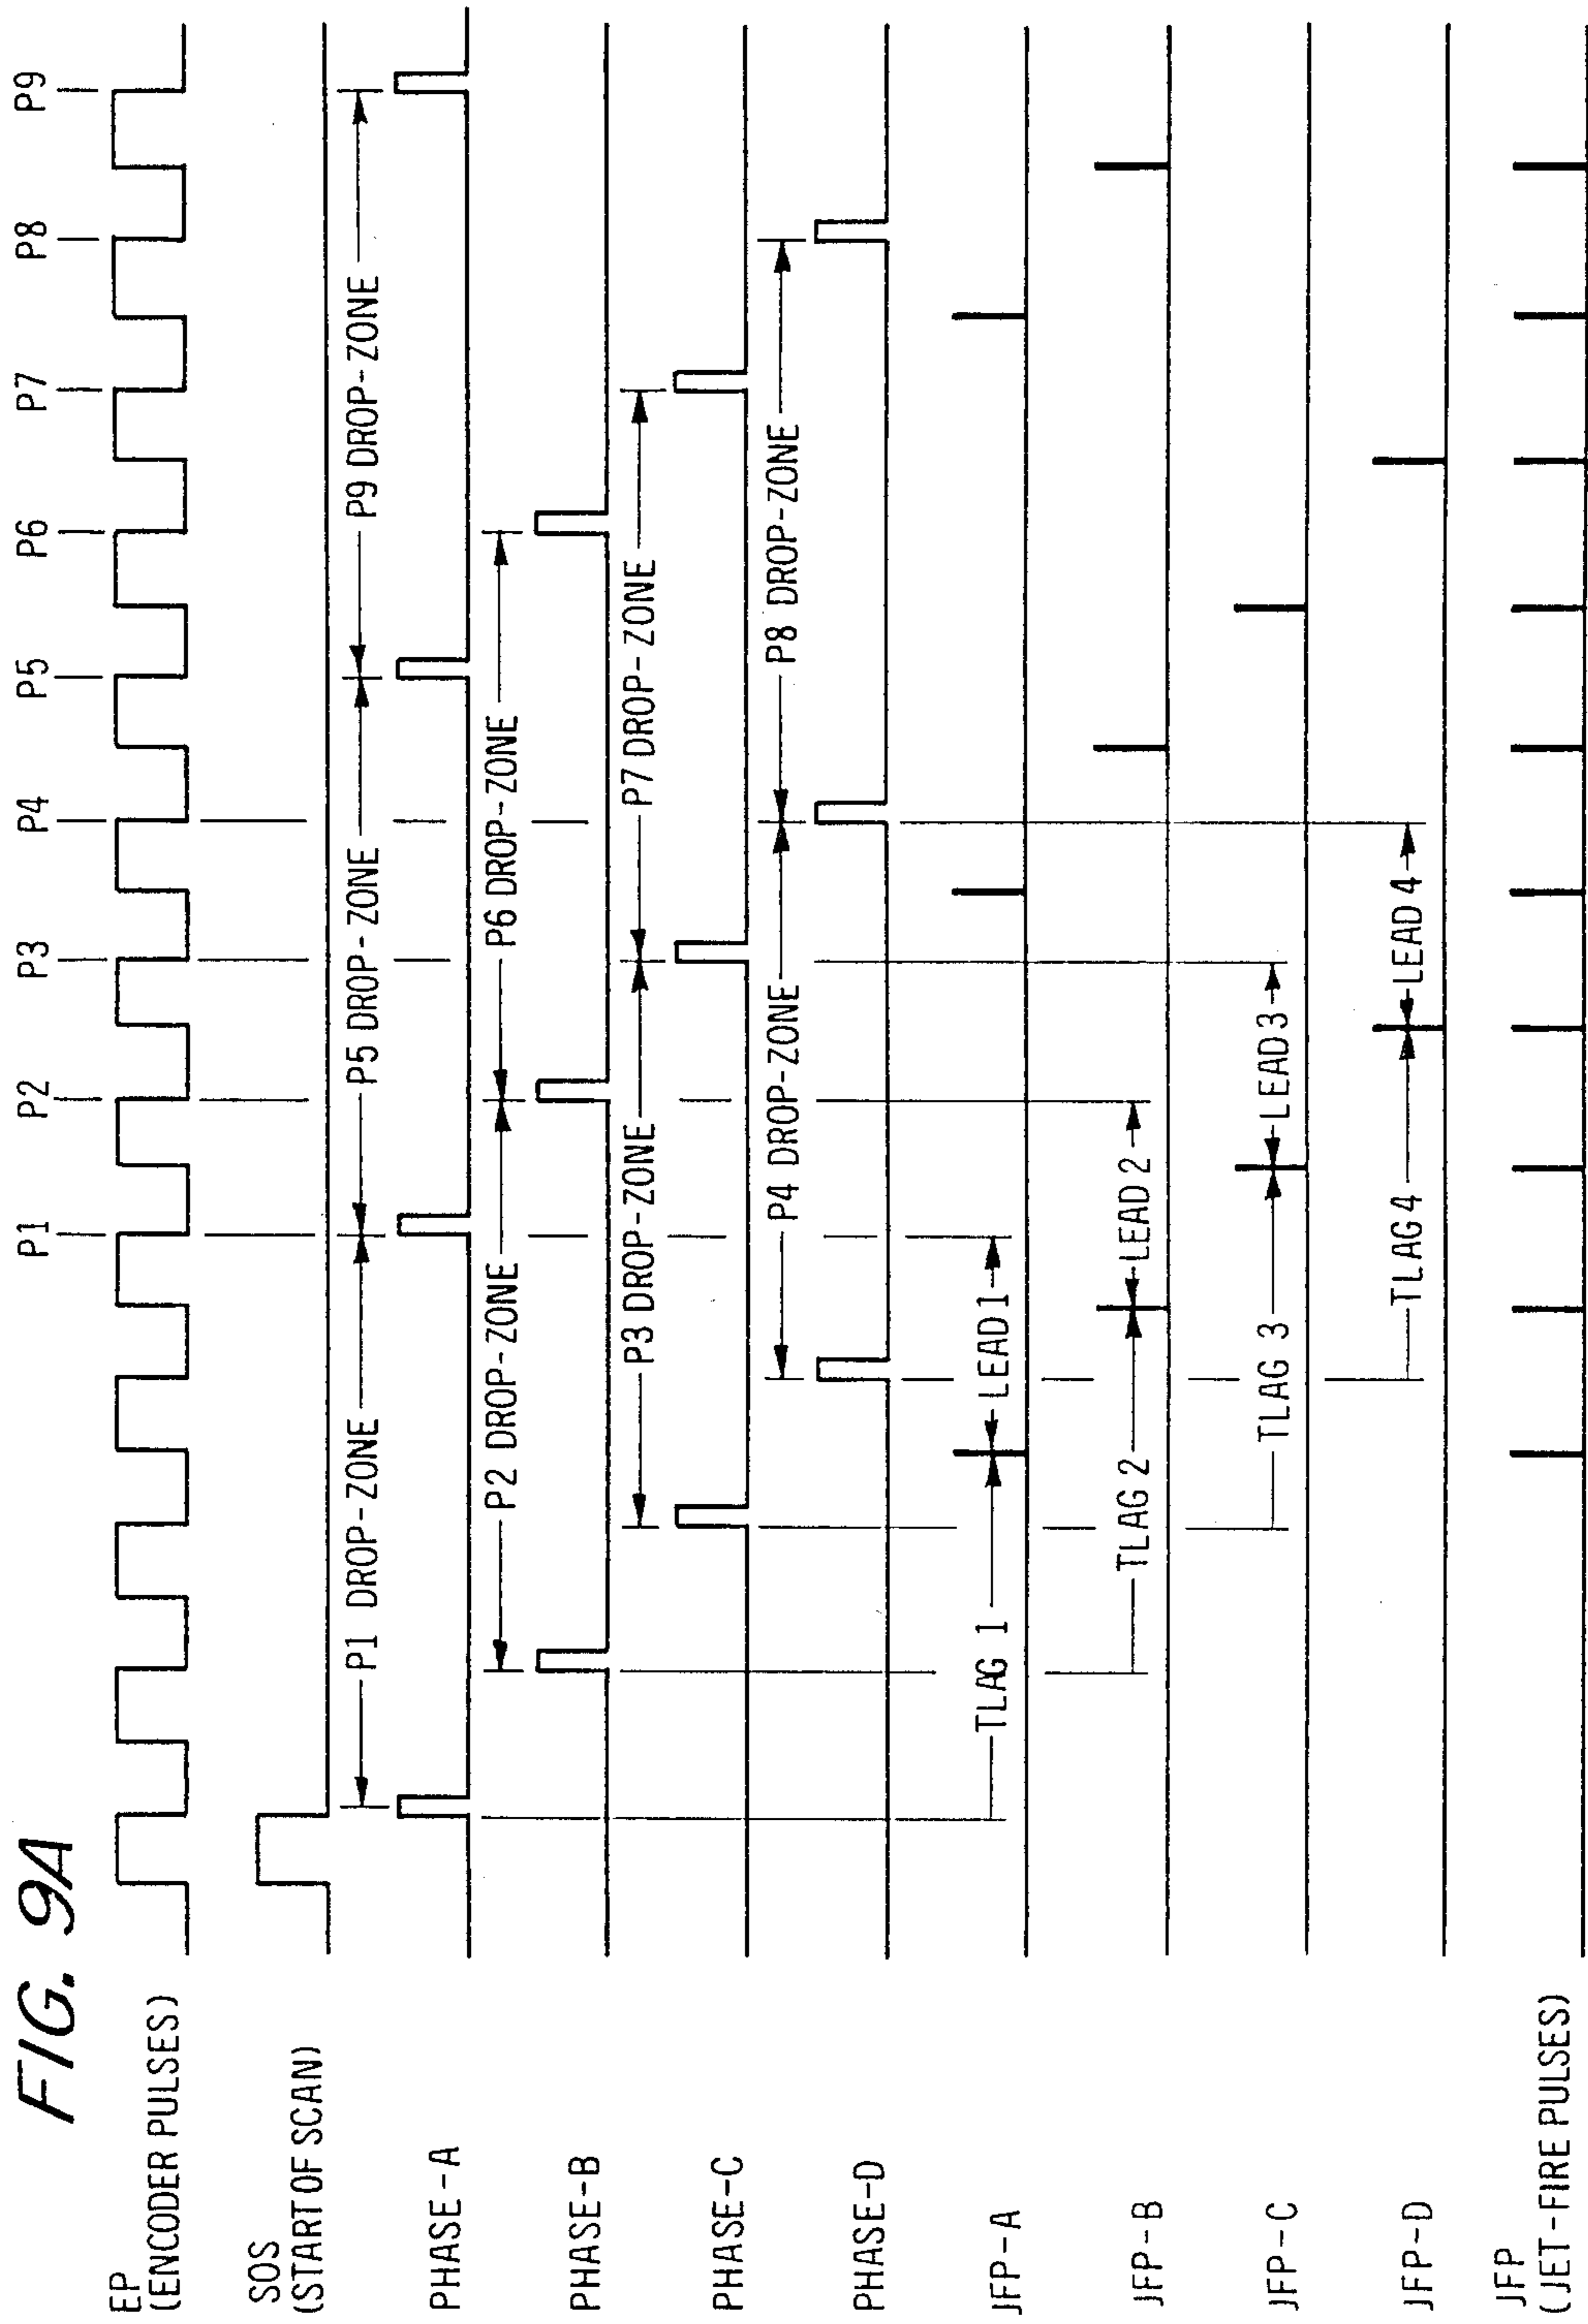 FIG. 9A
P1 P2 P3 P4 P5 P6 P7 P8 P9
EP
(ENCODER PULSES)
SOS
(START OF SCAN)
P1 DROP-ZONE P5 DROP-ZONE P9 DROP-ZONE
PHASE-A
P2 DROP-ZONE P6 DROP-ZONE
PHASE-B
P3 DROP-ZONE P7 DROP-ZONE
PHASE-C
P4 DROP-ZONE P8 DROP-ZONE
PHASE-D
TLAG 1 LEAD 1
JFP-A
TLAG 2 LEAD 2
JFP-B
TLAG 3 LEAD 3
JFP-C
TLAG 4 LEAD 4
JFP-D
JFP
(JET-FIRE PULSES)